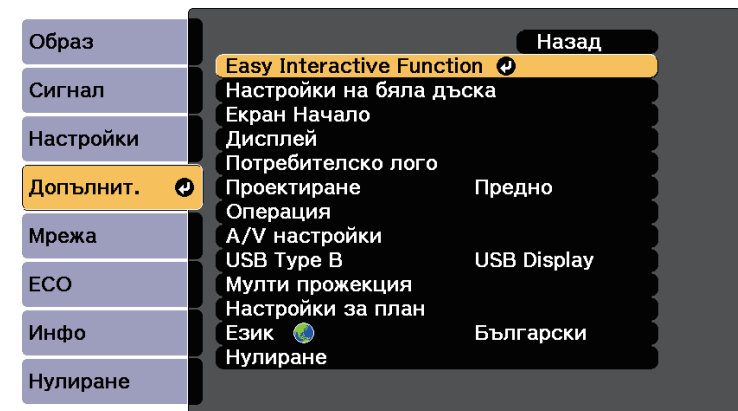 Образ
Сигнал
Настройки
Допълнит.
Мрежа
ECO
Инфо
Нулиране
Назад
Easy Interactive Function
Настройки на бяла дъска
Екран Начало
Дисплей
Потребителско лого
Проектиране Предно
Операция
A/V настройки
USB Type B USB Display
Мулти прожекция
Настройки за план
Език Български
Нулиране